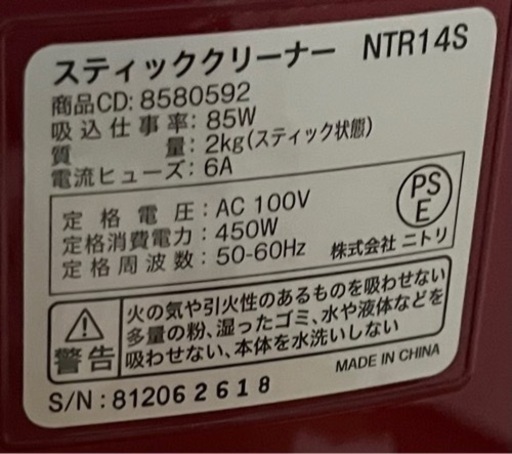 スティッククリーナー NTR14S
商品CD: 8580592
吸込仕事率: 85W
質量: 2kg(スティック状態)
電流ヒューズ: 6A
定格電圧: AC 100V
定格消費電力: 450W
定格周波数: 50-60Hz
PS
E
株式会社 ニトリ
警告
火の気や引火性のあるものを吸わせない
多量の粉、湿ったゴミ、水や液体などを
吸わせない、本体を水洗いしない
MADE IN CHINA
S/N: 812062618